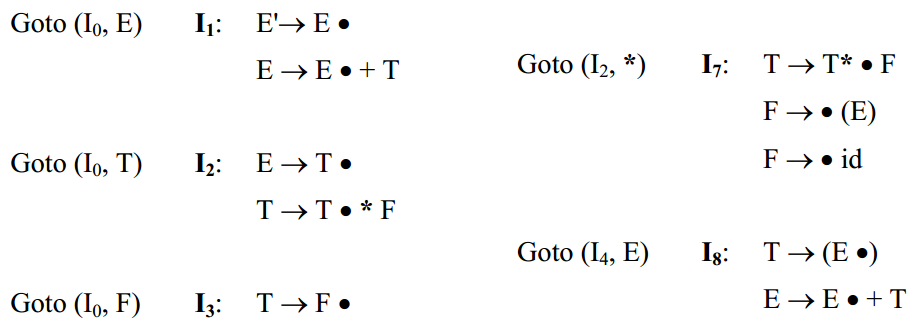 Goto (I₀, E) I₁: E'→ E •
E → E • + T
Goto (I₀, T) I₂: E → T •
T → T • * F
Goto (I₀, F) I₃: T → F •
Goto (I₂, *) I₇: T → T* • F
F → • (E)
F → • id
Goto (I₄, E) I₈: T → (E •)
E → E • + T